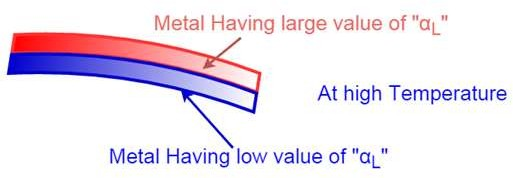 Metal Having large value of "αL"
At high Temperature
Metal Having low value of "αL"